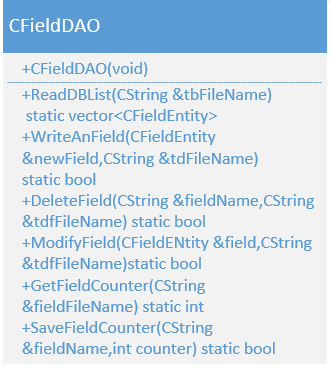 CFieldDAO
+CFieldDAO(void)
+ReadDBList(CString &tbFileName)
static vector<CFieldEntity>
+WriteAnField(CFieldEntity
&newField,CString &tdFileName)
static bool
+DeleteField(CString &fieldName,CString
&tdfFileName) static bool
+ModifyField(CFieldENtity &field,CString
&tdfFileName)static bool
+GetFieldCounter(CString
&fieldFileName) static int
+SaveFieldCounter(CString
&fieldName,int counter) static bool